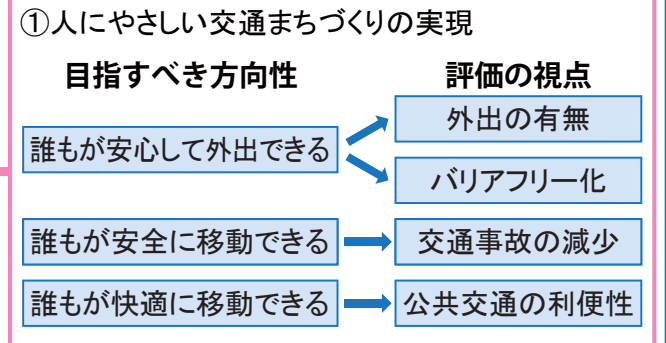 ①人にやさしい交通まちづくりの実現
目指すべき方向性
評価の視点
誰もが安心して外出できる
外出の有無
バリアフリー化
誰もが安全に移動できる
交通事故の減少
誰もが快適に移動できる
公共交通の利便性